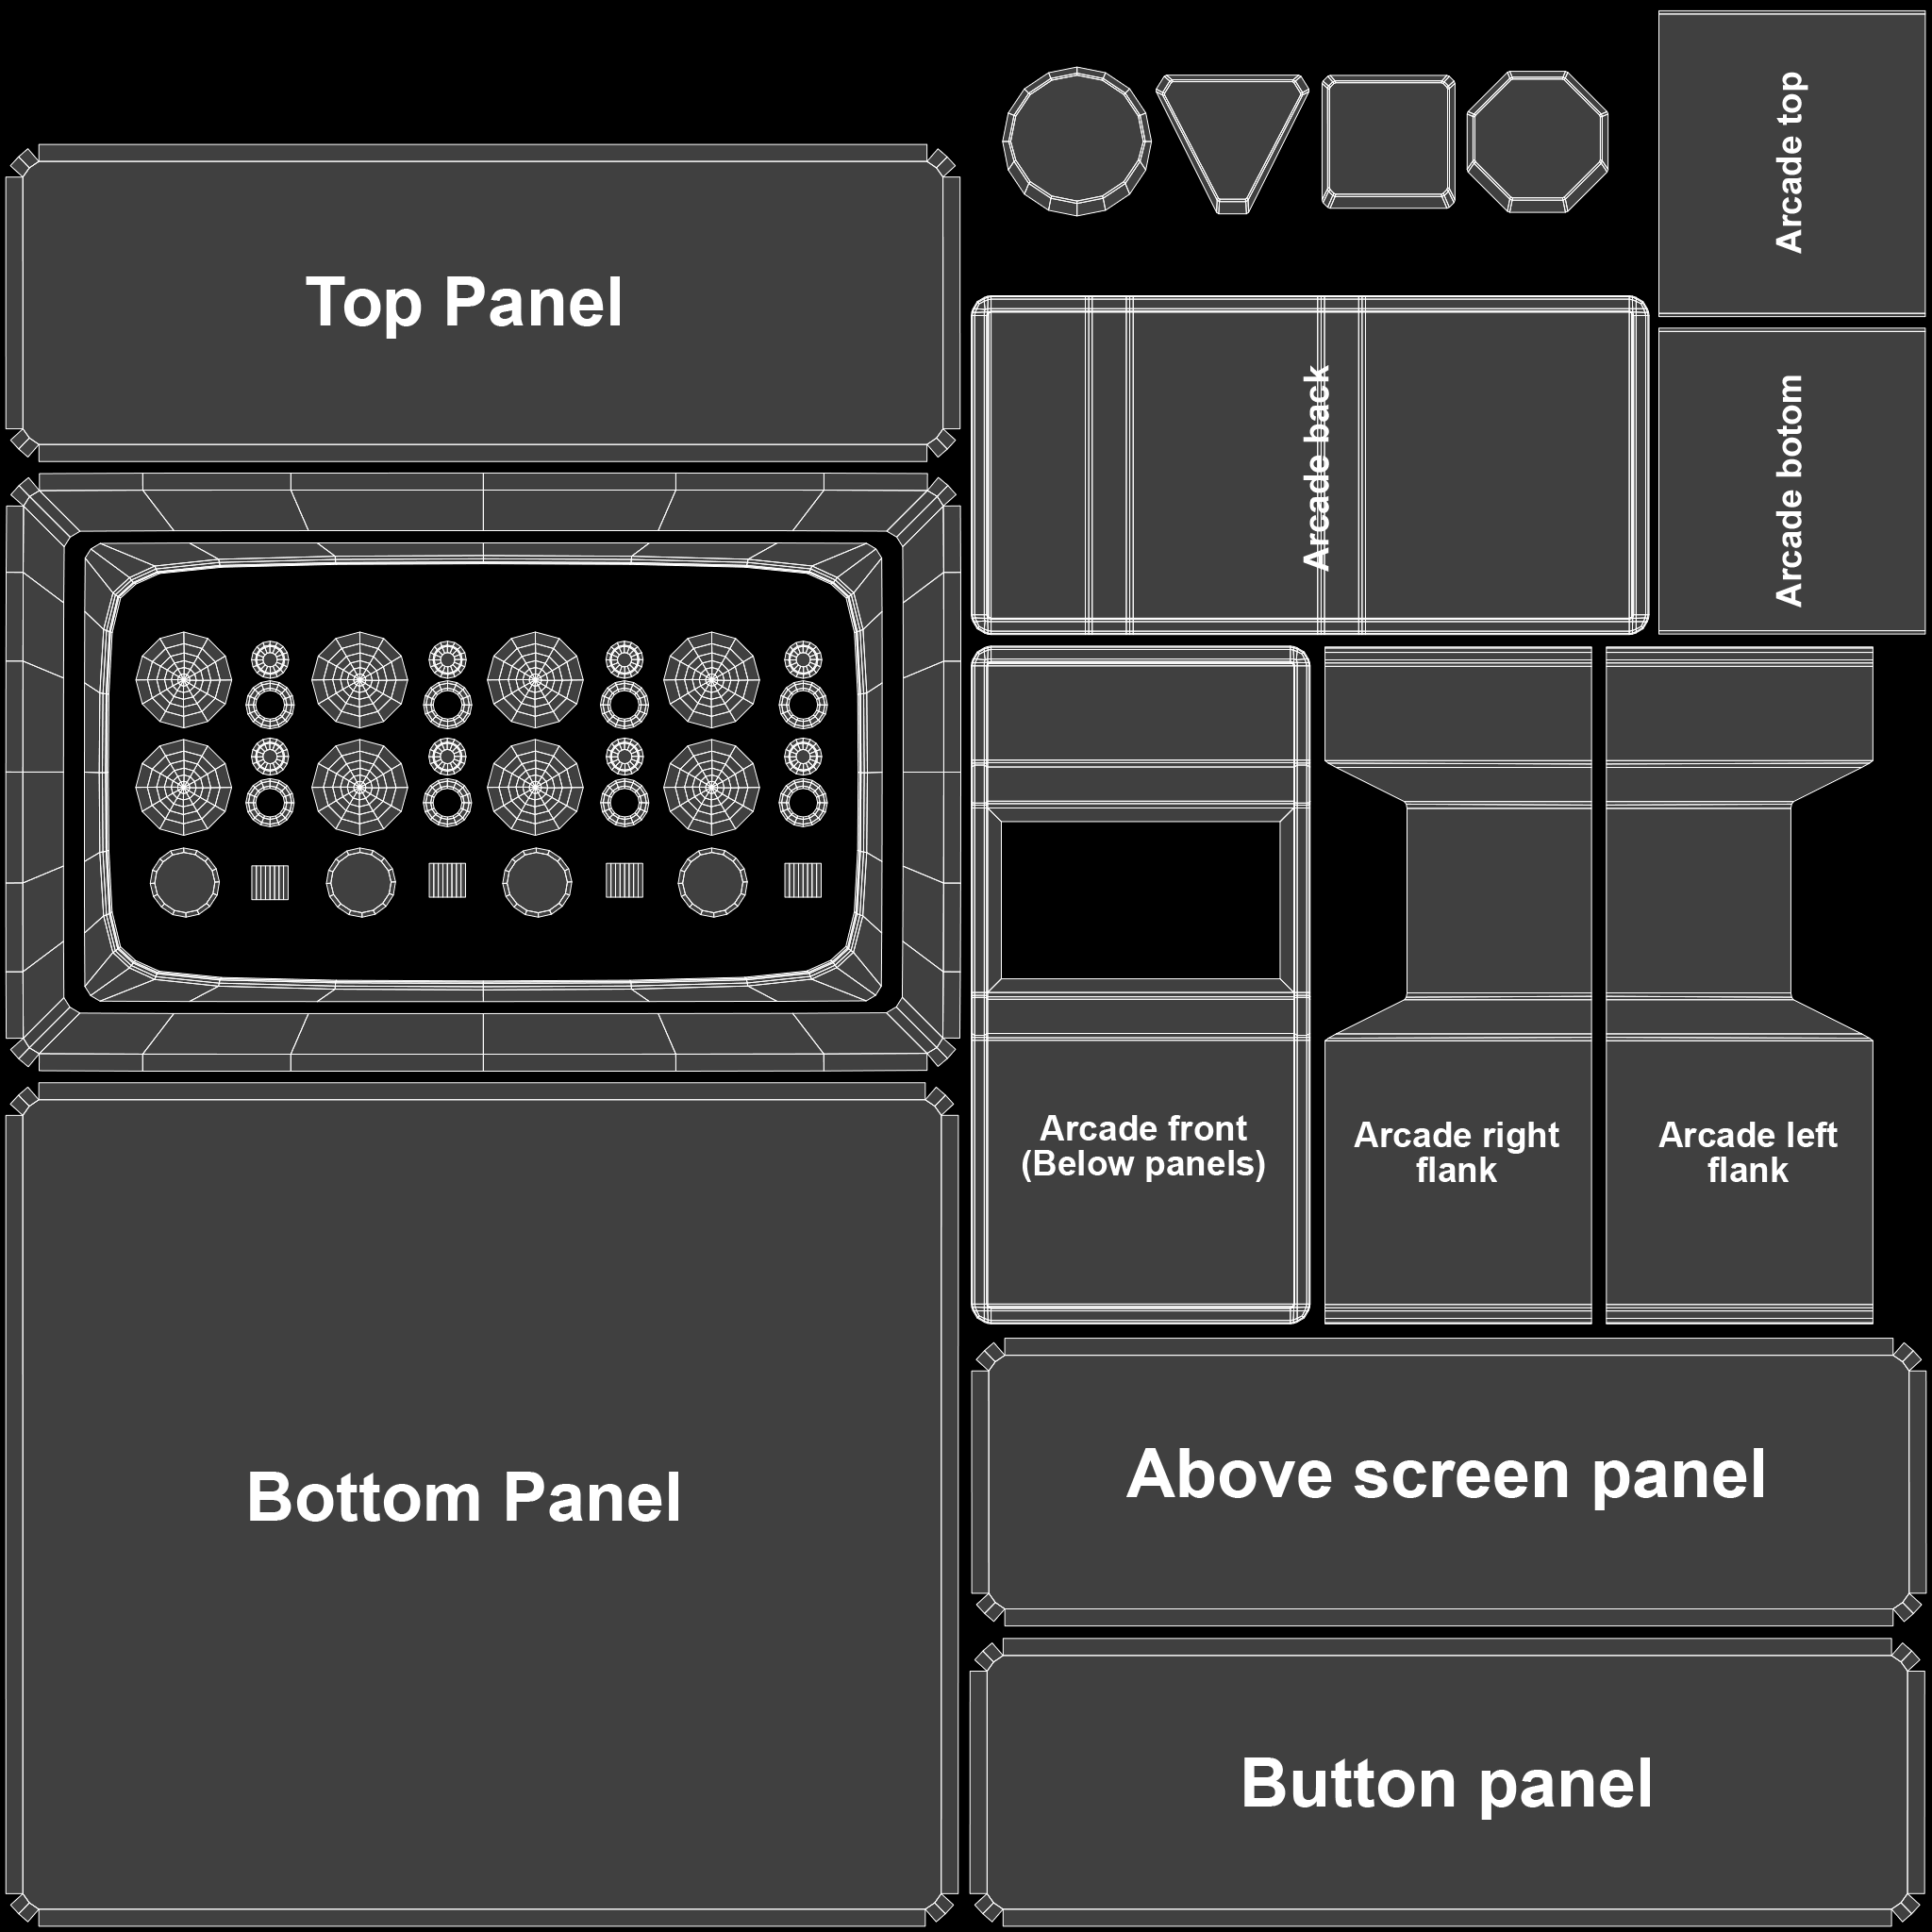 Arcade top
Top Panel
Arcade back
Arcade botom
Arcade front
(Below panels)
Arcade right
flank
Arcade left
flank
Above screen panel
Bottom Panel
Button panel